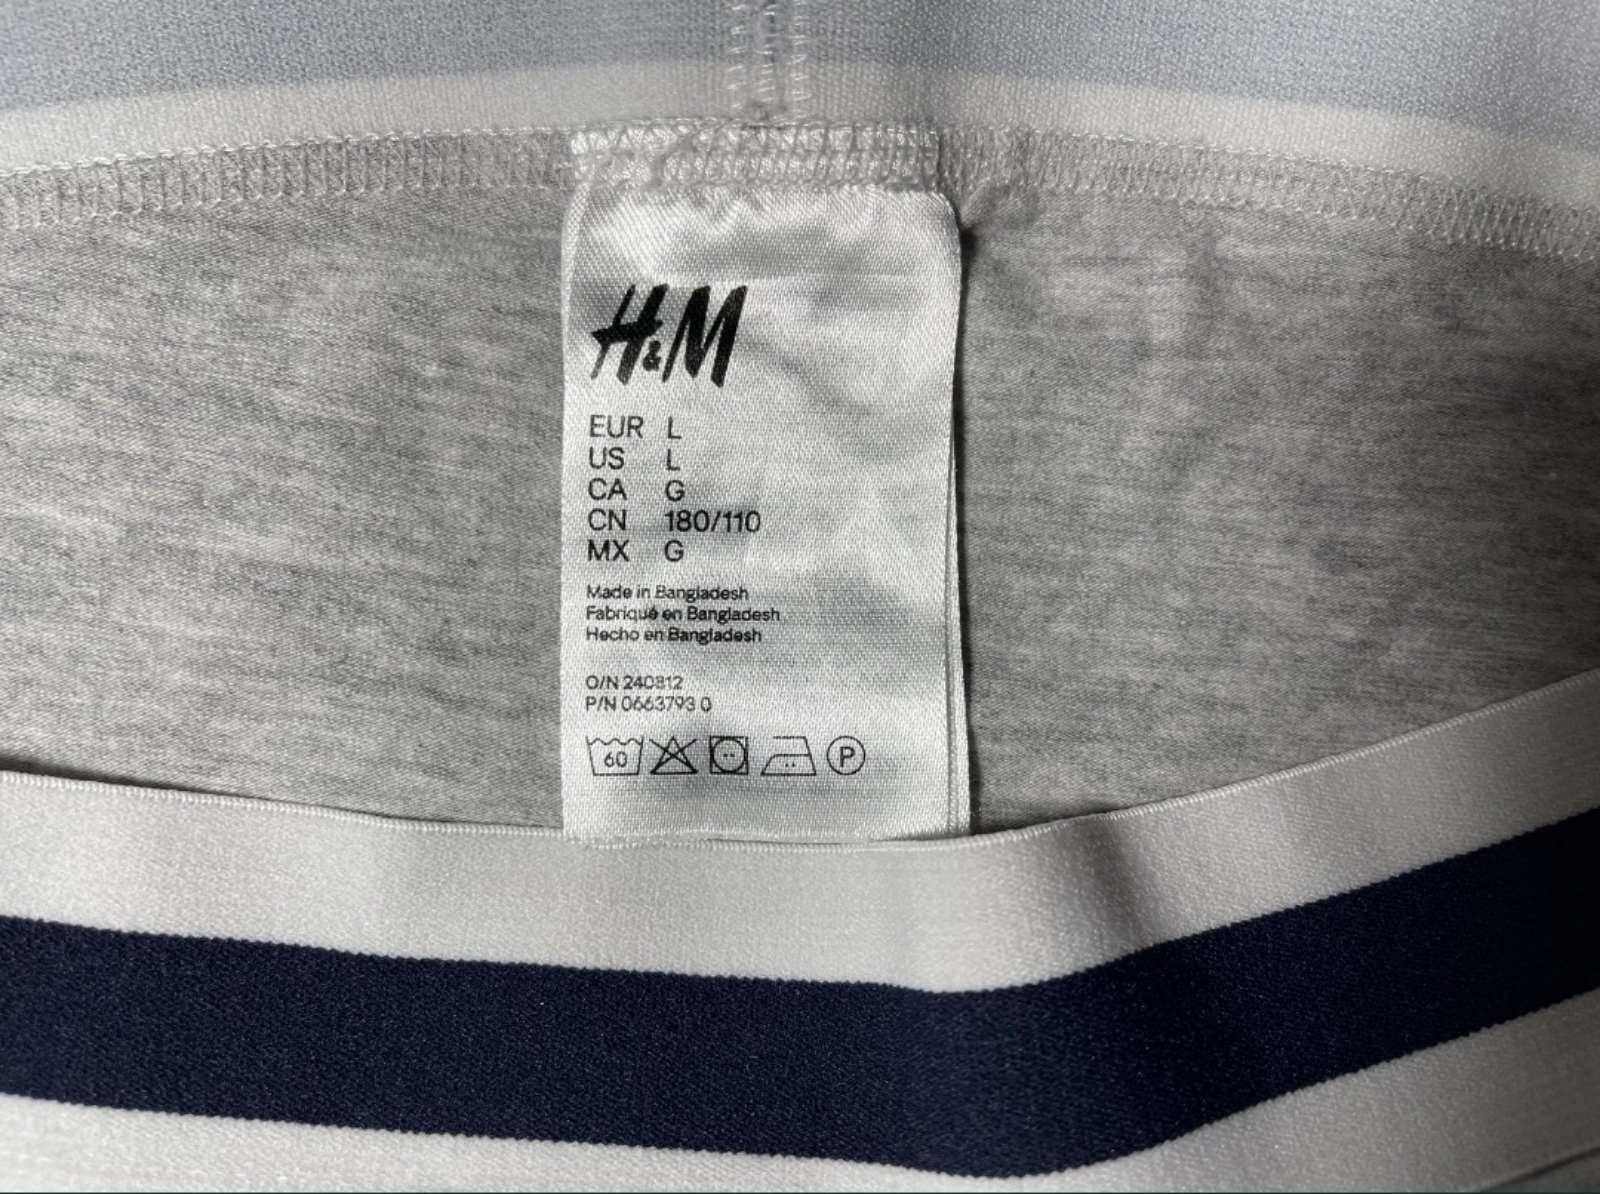 H&M
EUR L
US L
CA G
CN 180/110
MX G
Made in Bangladesh
Fabriqué en Bangladesh
Hecho en Bangladesh
O/N 240812
P/N 0663793 0
60
P